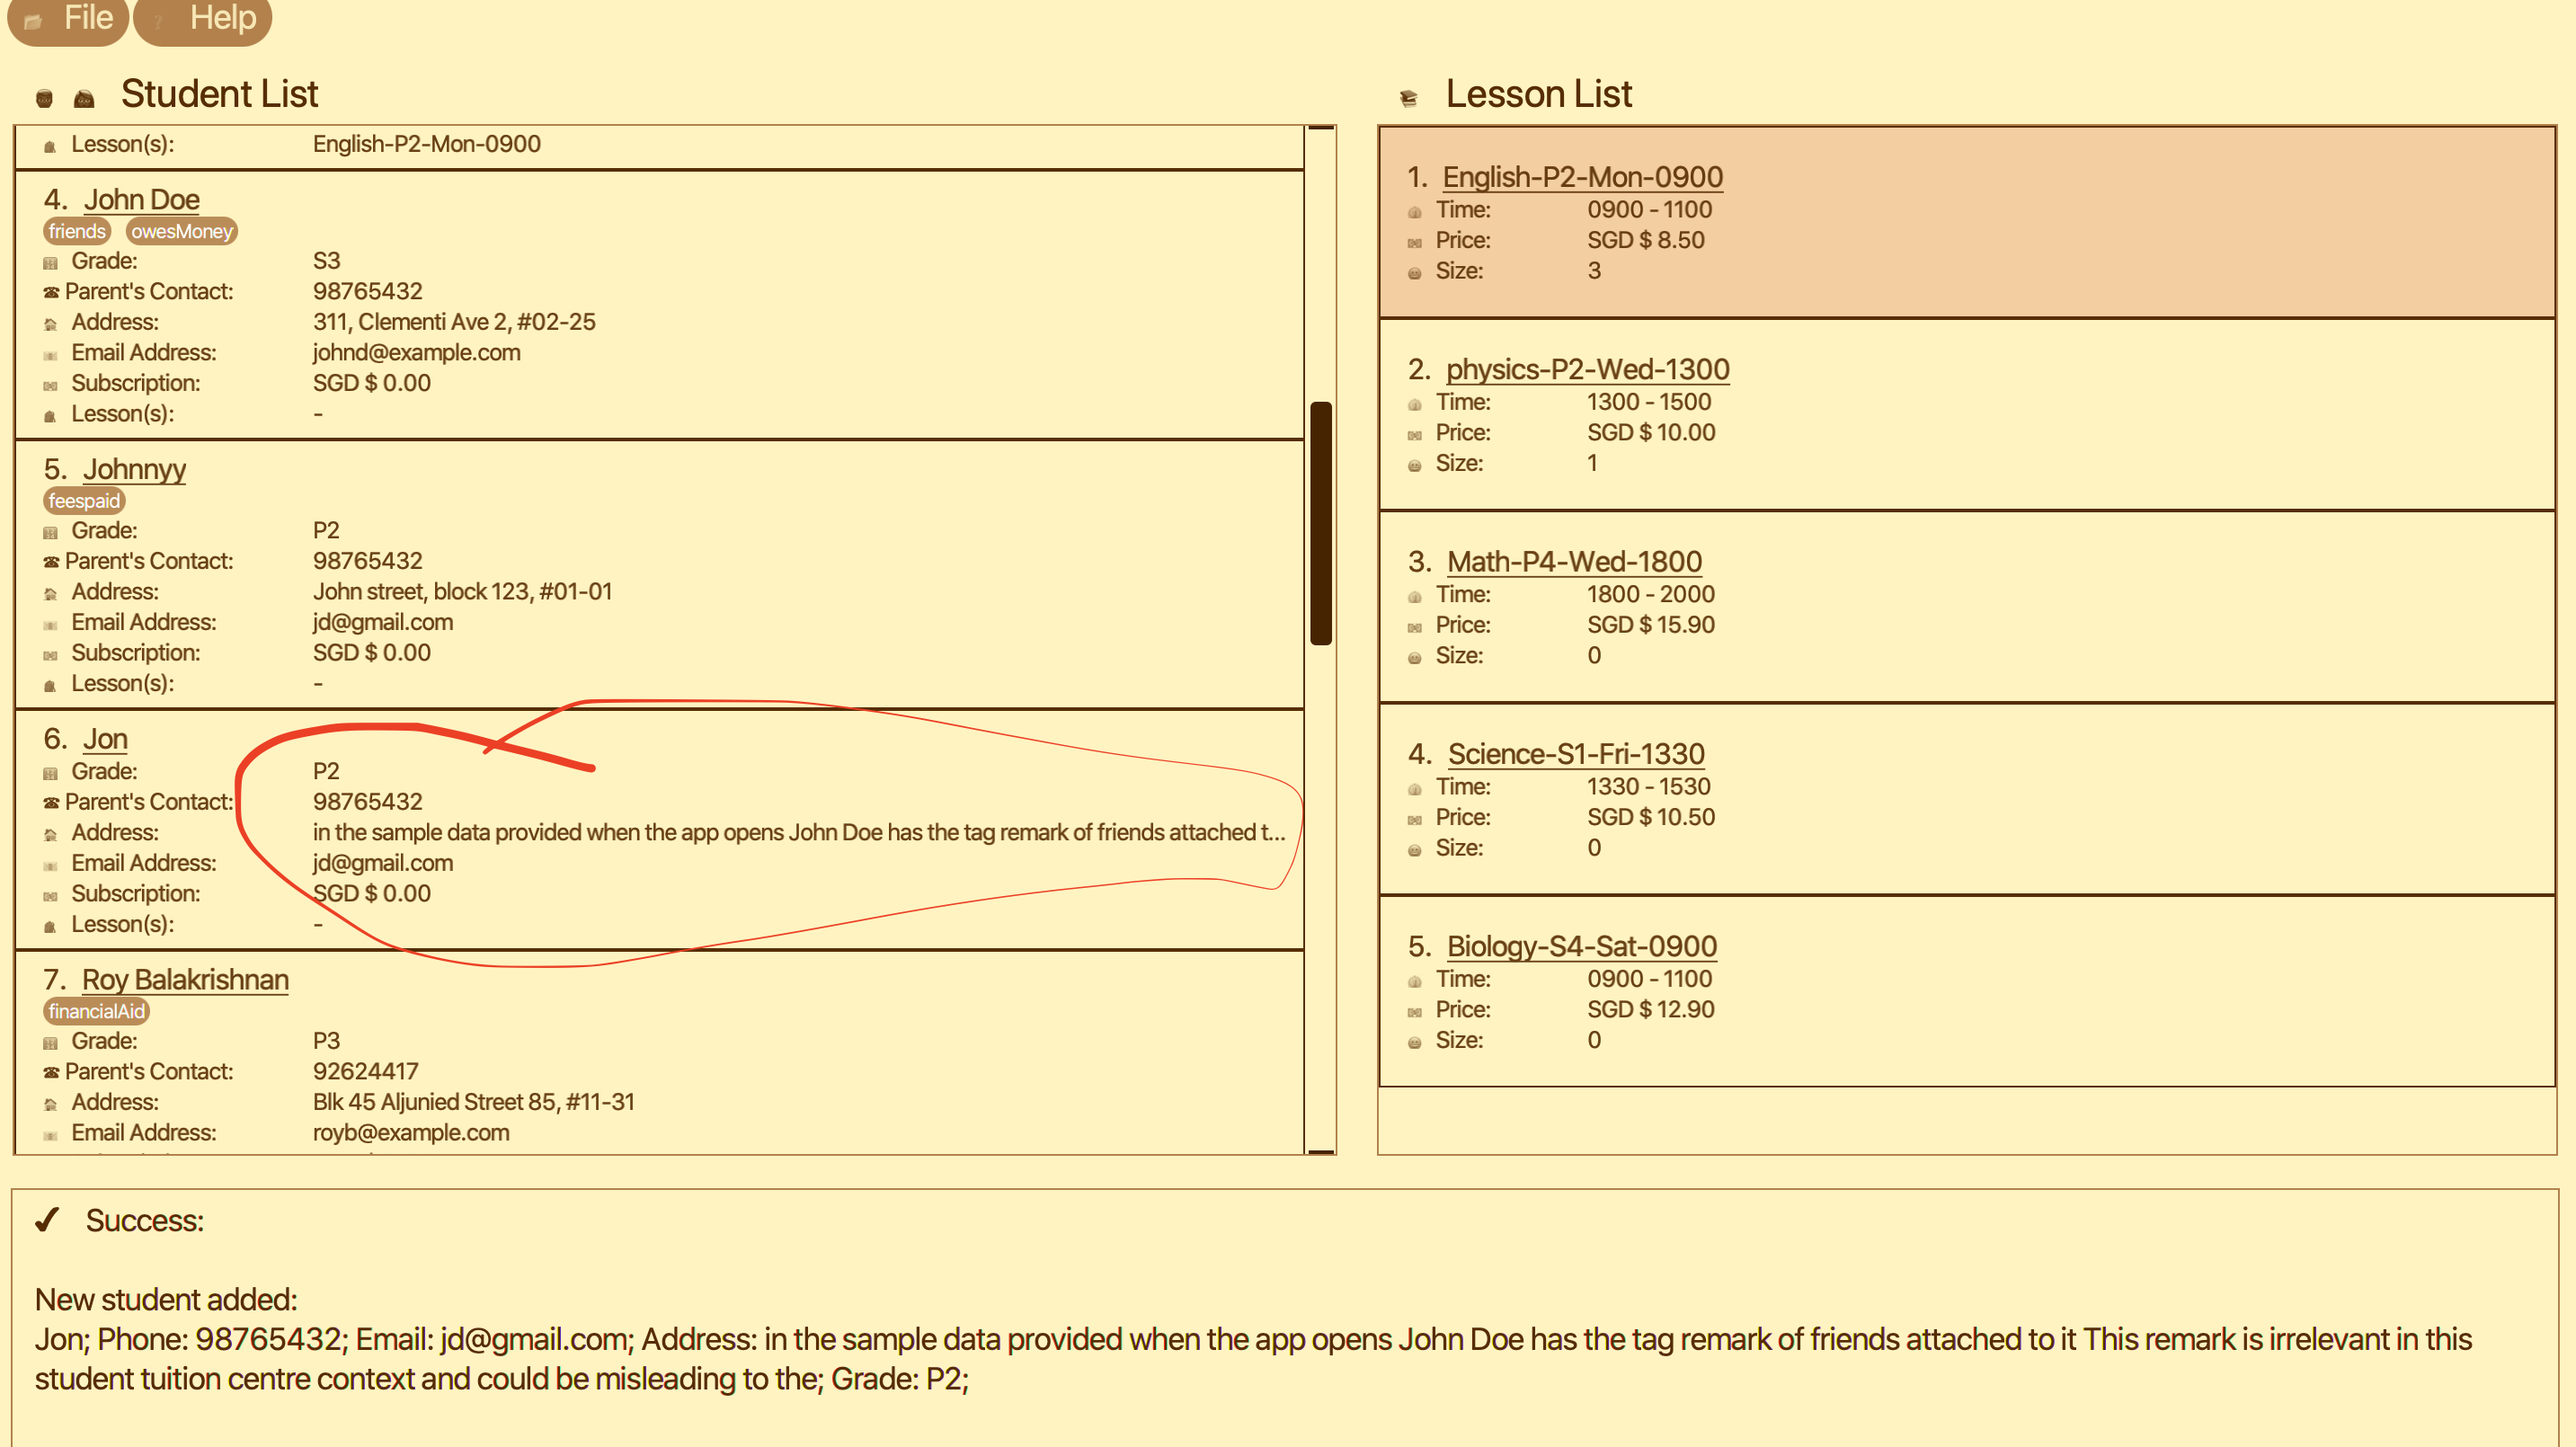 File Help
Student List
Lesson(s): English-P2-Mon-0900
4. John Doe
friends owesMoney
Grade: S3
Parent's Contact: 98765432
Address: 311, Clementi Ave 2, #02-25
Email Address: johnd@example.com
Subscription: SGD $ 0.00
Lesson(s): -
5. Johnnyy
feespaid
Grade: P2
Parent's Contact: 98765432
Address: John street, block 123, #01-01
Email Address: jd@gmail.com
Subscription: SGD $ 0.00
Lesson(s): -
6. Jon
Grade: P2
Parent's Contact: 98765432
Address: in the sample data provided when the app opens John Doe has the tag remark of friends attached t...
Email Address: jd@gmail.com
Subscription: SGD $ 0.00
Lesson(s): -
7. Roy Balakrishnan
financialAid
Grade: P3
Parent's Contact: 92624417
Address: Blk 45 Aljunied Street 85, #11-31
Email Address: royb@example.com
Lesson List
1. English-P2-Mon-0900
Time: 0900 - 1100
Price: SGD $ 8.50
Size: 3
2. physics-P2-Wed-1300
Time: 1300 - 1500
Price: SGD $ 10.00
Size: 1
3. Math-P4-Wed-1800
Time: 1800 - 2000
Price: SGD $ 15.90
Size: 0
4. Science-S1-Fri-1330
Time: 1330 - 1530
Price: SGD $ 10.50
Size: 0
5. Biology-S4-Sat-0900
Time: 0900 - 1100
Price: SGD $ 12.90
Size: 0
✔ Success:
New student added:
Jon; Phone: 98765432; Email: jd@gmail.com; Address: in the sample data provided when the app opens John Doe has the tag remark of friends attached to it This remark is irrelevant in this
student tuition centre context and could be misleading to the; Grade: P2;